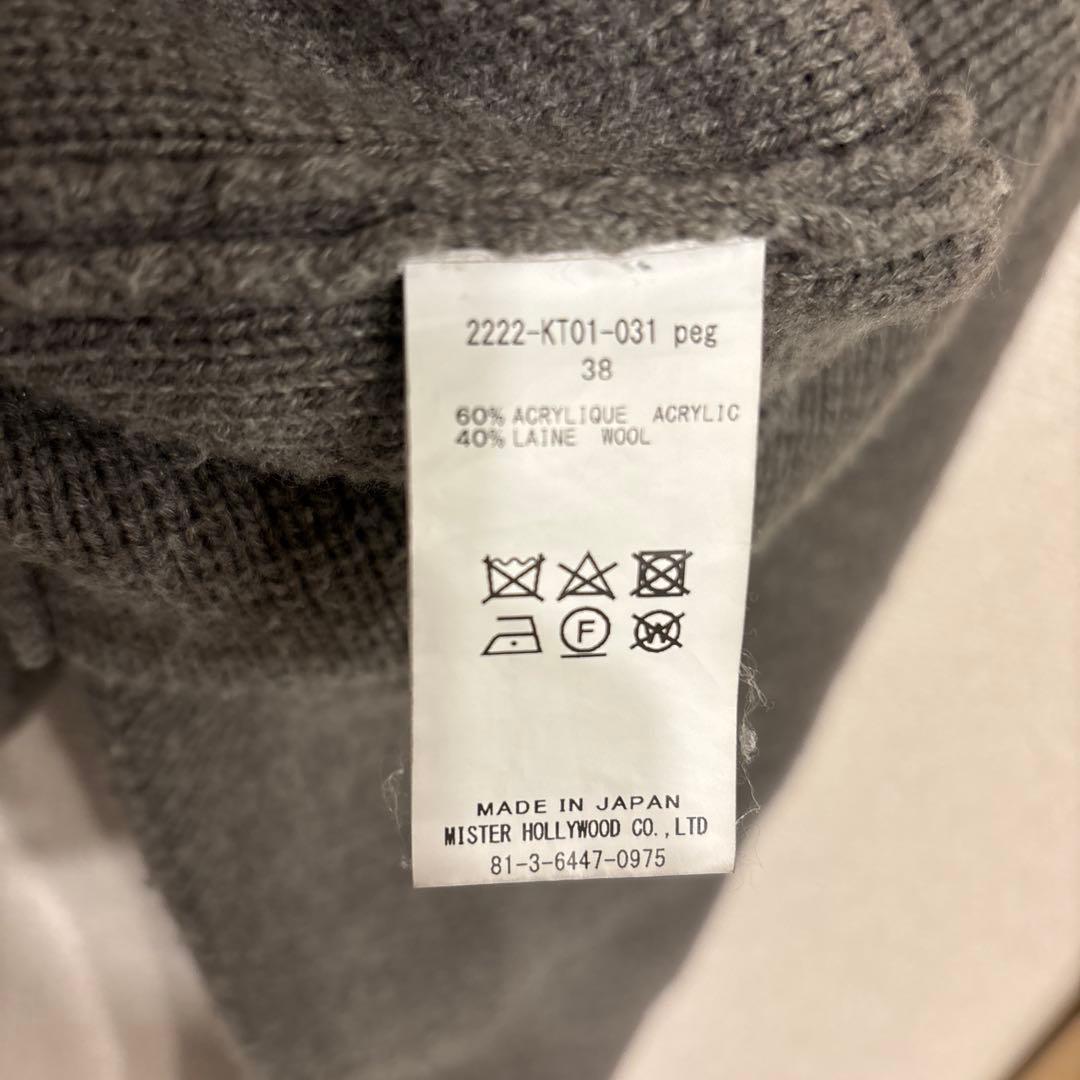 2222-KT01-031 peg
38
60% ACRYLIQUE ACRYLIC
40% LAINE WOOL
F
W
MADE IN JAPAN
MISTER HOLLYWOOD CO.,LTD
81-3-6447-0975